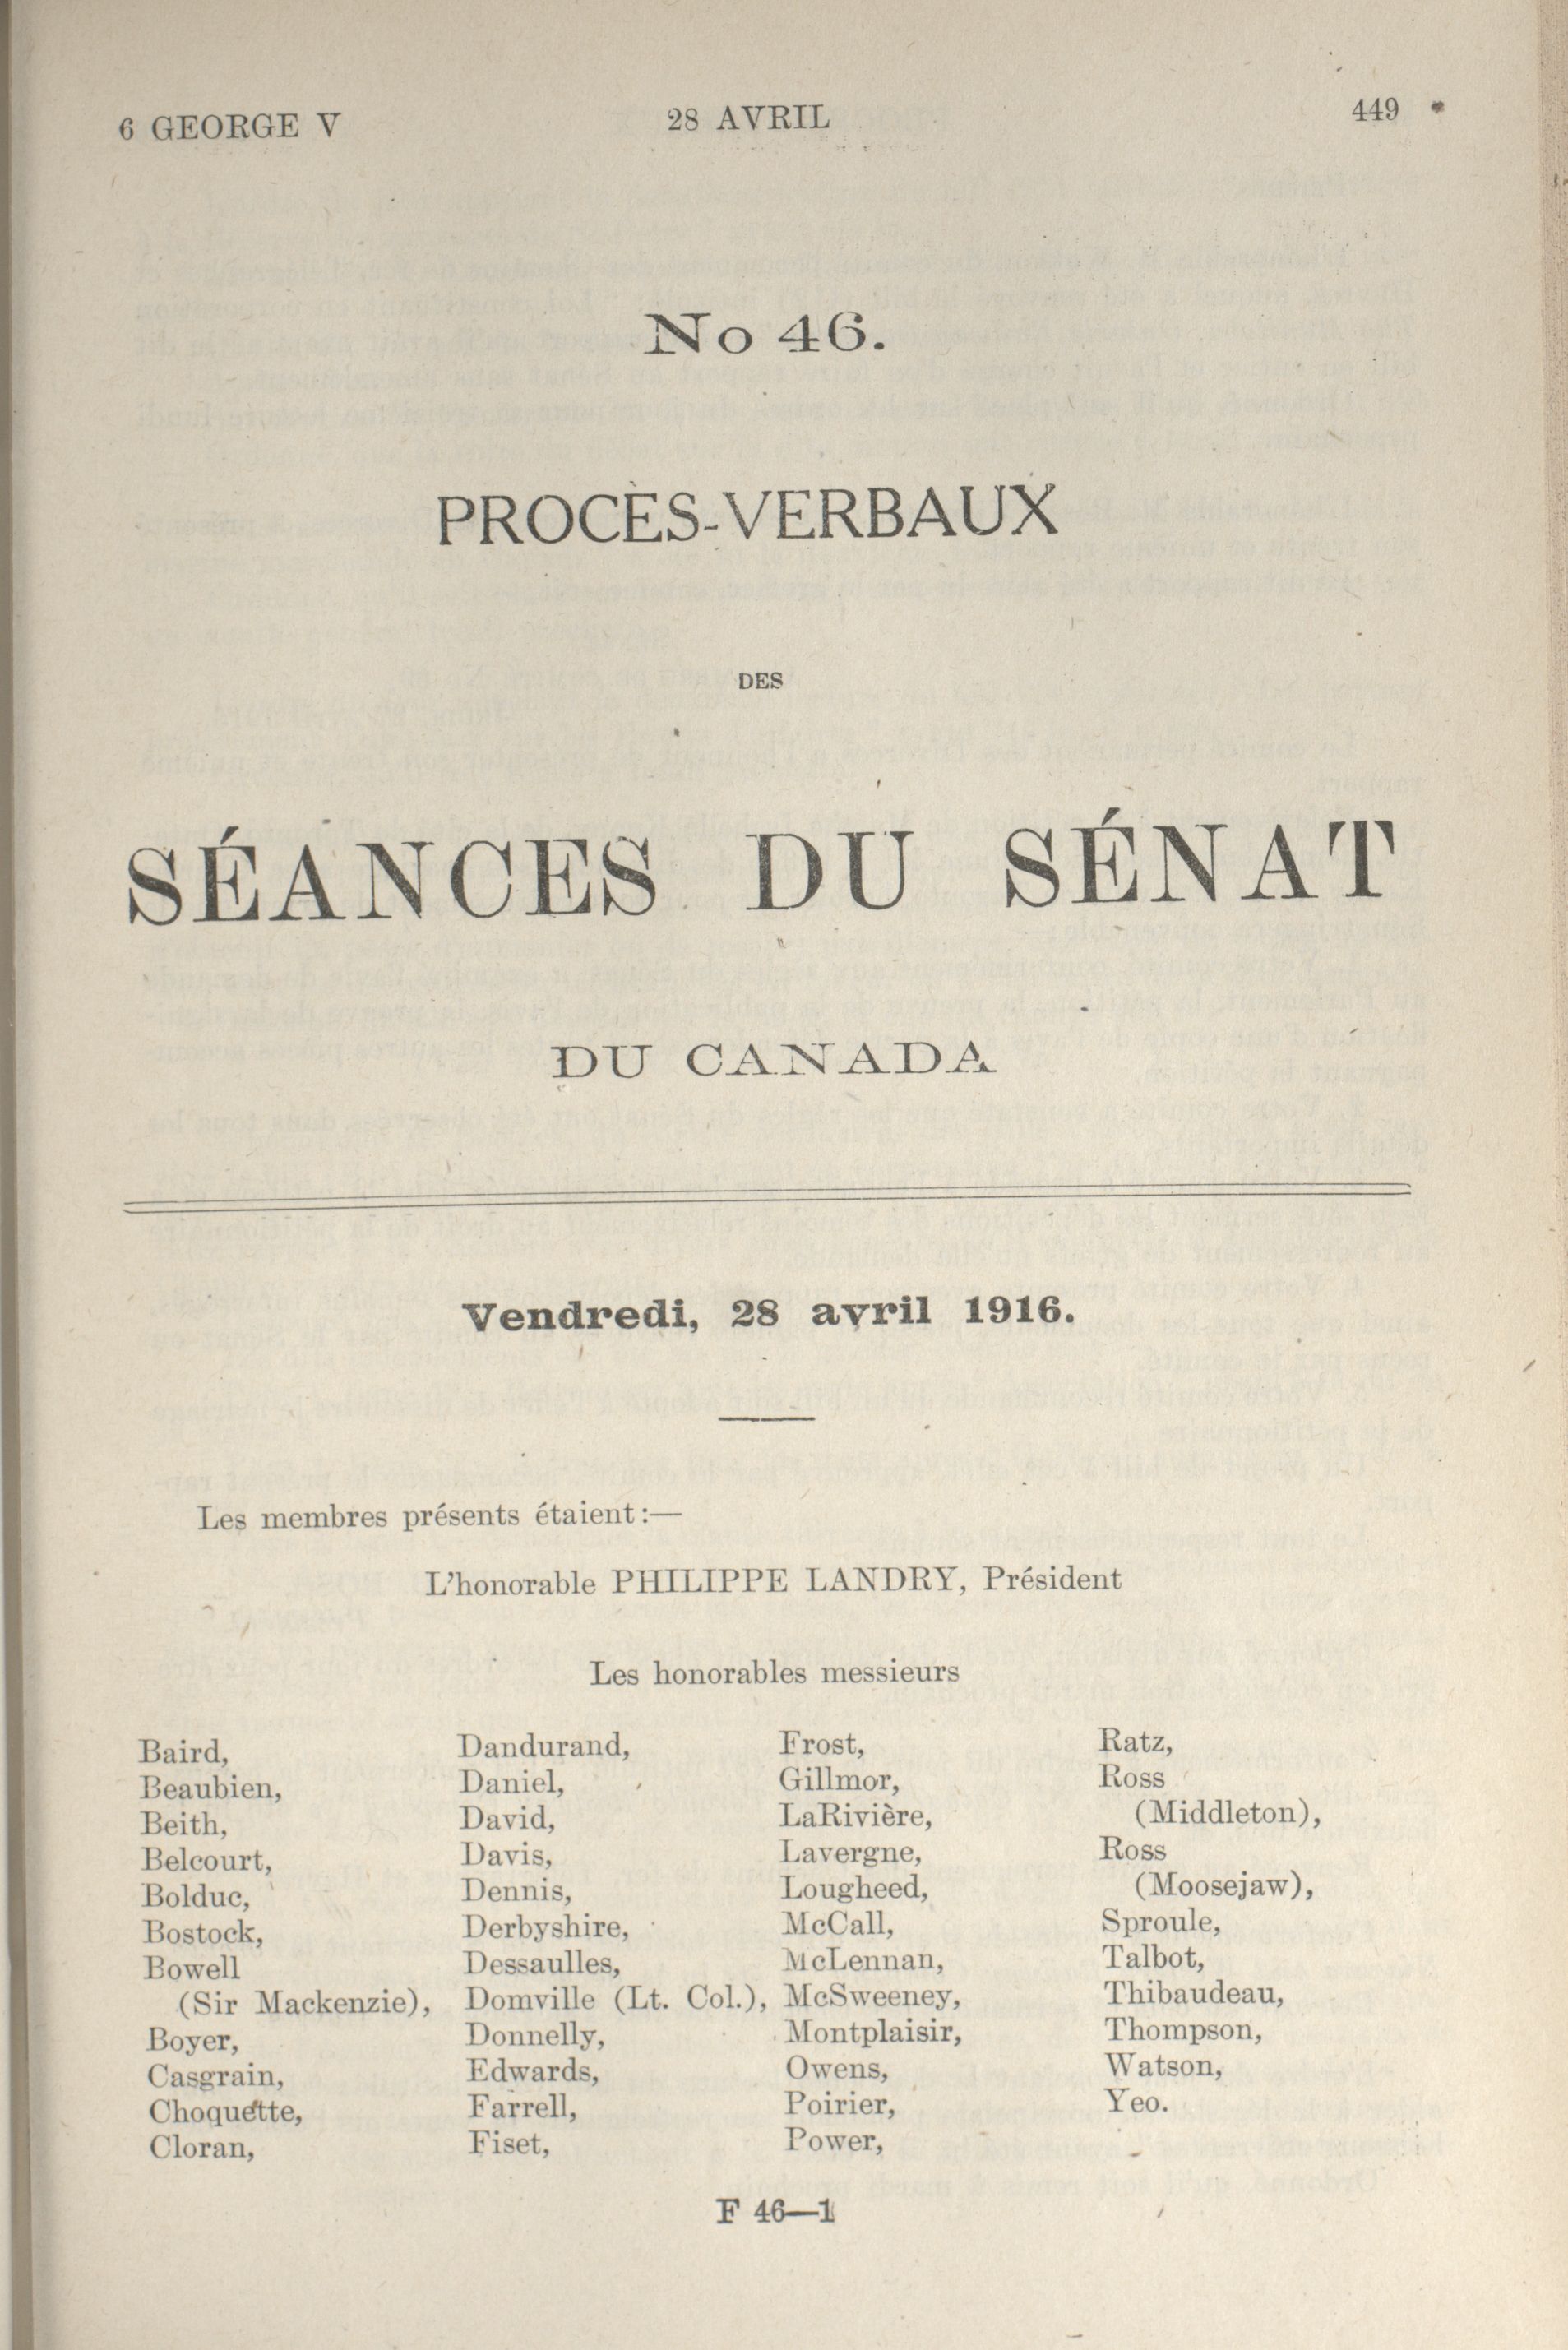 6 GEORGE V
28 AVRIL
449
No 46.
PROCÈS-VERBAUX
DES
SÉANCES DU SÉNAT
DU CANADA
Vendredi, 28 avril 1916.
Les membres présents étaient:—
L'honorable PHILIPPE LANDRY, Président
Les honorables messieurs
Baird,
Beaubien,
Beith,
Belcourt,
Bolduc,
Bostock,
Bowell
(Sir Mackenzie),
Boyer,
Casgrain,
Choquette,
Cloran,
Dandurand,
Daniel,
David,
Davis,
Dennis,
Derbyshire,
Dessaulles,
Domville (Lt. Col.),
Donnelly,
Edwards,
Farrell,
Fiset,
Frost,
Gillmor,
LaRivière,
Lavergne,
Lougheed,
McCall,
McLennan,
McSweeney,
Montplaisir,
Owens,
Poirier,
Power,
Ratz,
Ross
(Middleton),
Ross
(Moosejaw),
Sproule,
Talbot,
Thibaudeau,
Thompson,
Watson,
Yeo.
F 46—1